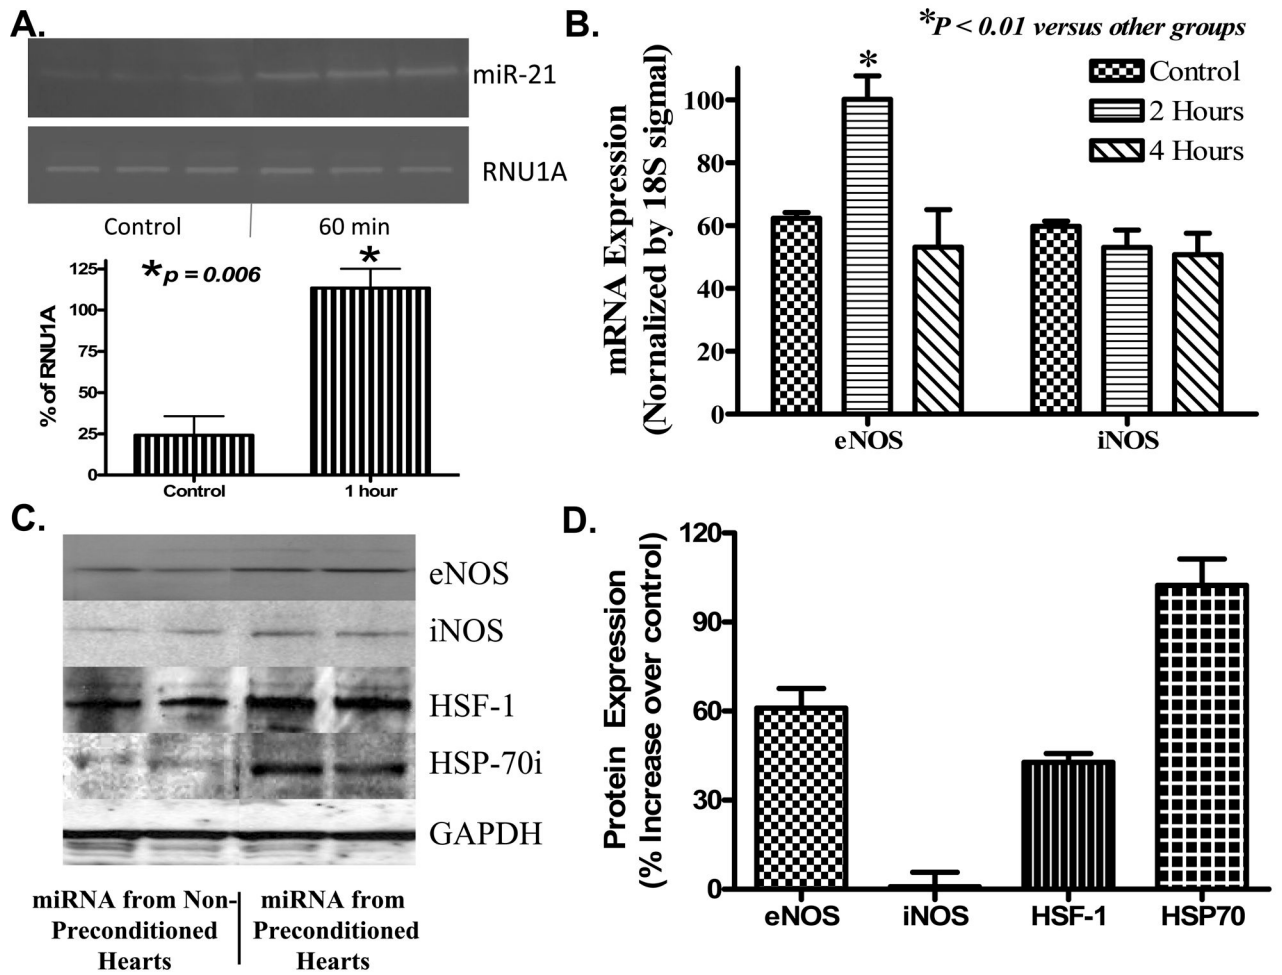 A.
miR-21
RNU1A
Control
60 min
% of RNU1A
125
100
75
50
25
0
*p = 0.006
*
Control
1 hour
B.
*P < 0.01 versus other groups
Control
2 Hours
4 Hours
mRNA Expression
(Nornalized by 18S sigmal)
100
80
60
40
20
0
*
eNOS
iNOS
C.
eNOS
iNOS
HSF-1
HSP-70i
GAPDH
miRNA from Non-
Preconditioned
Hearts
miRNA from
Preconditioned
Hearts
D.
Protein Expression
(% Increase over control)
120
90
60
30
0
eNOS
iNOS
HSF-1
HSP70